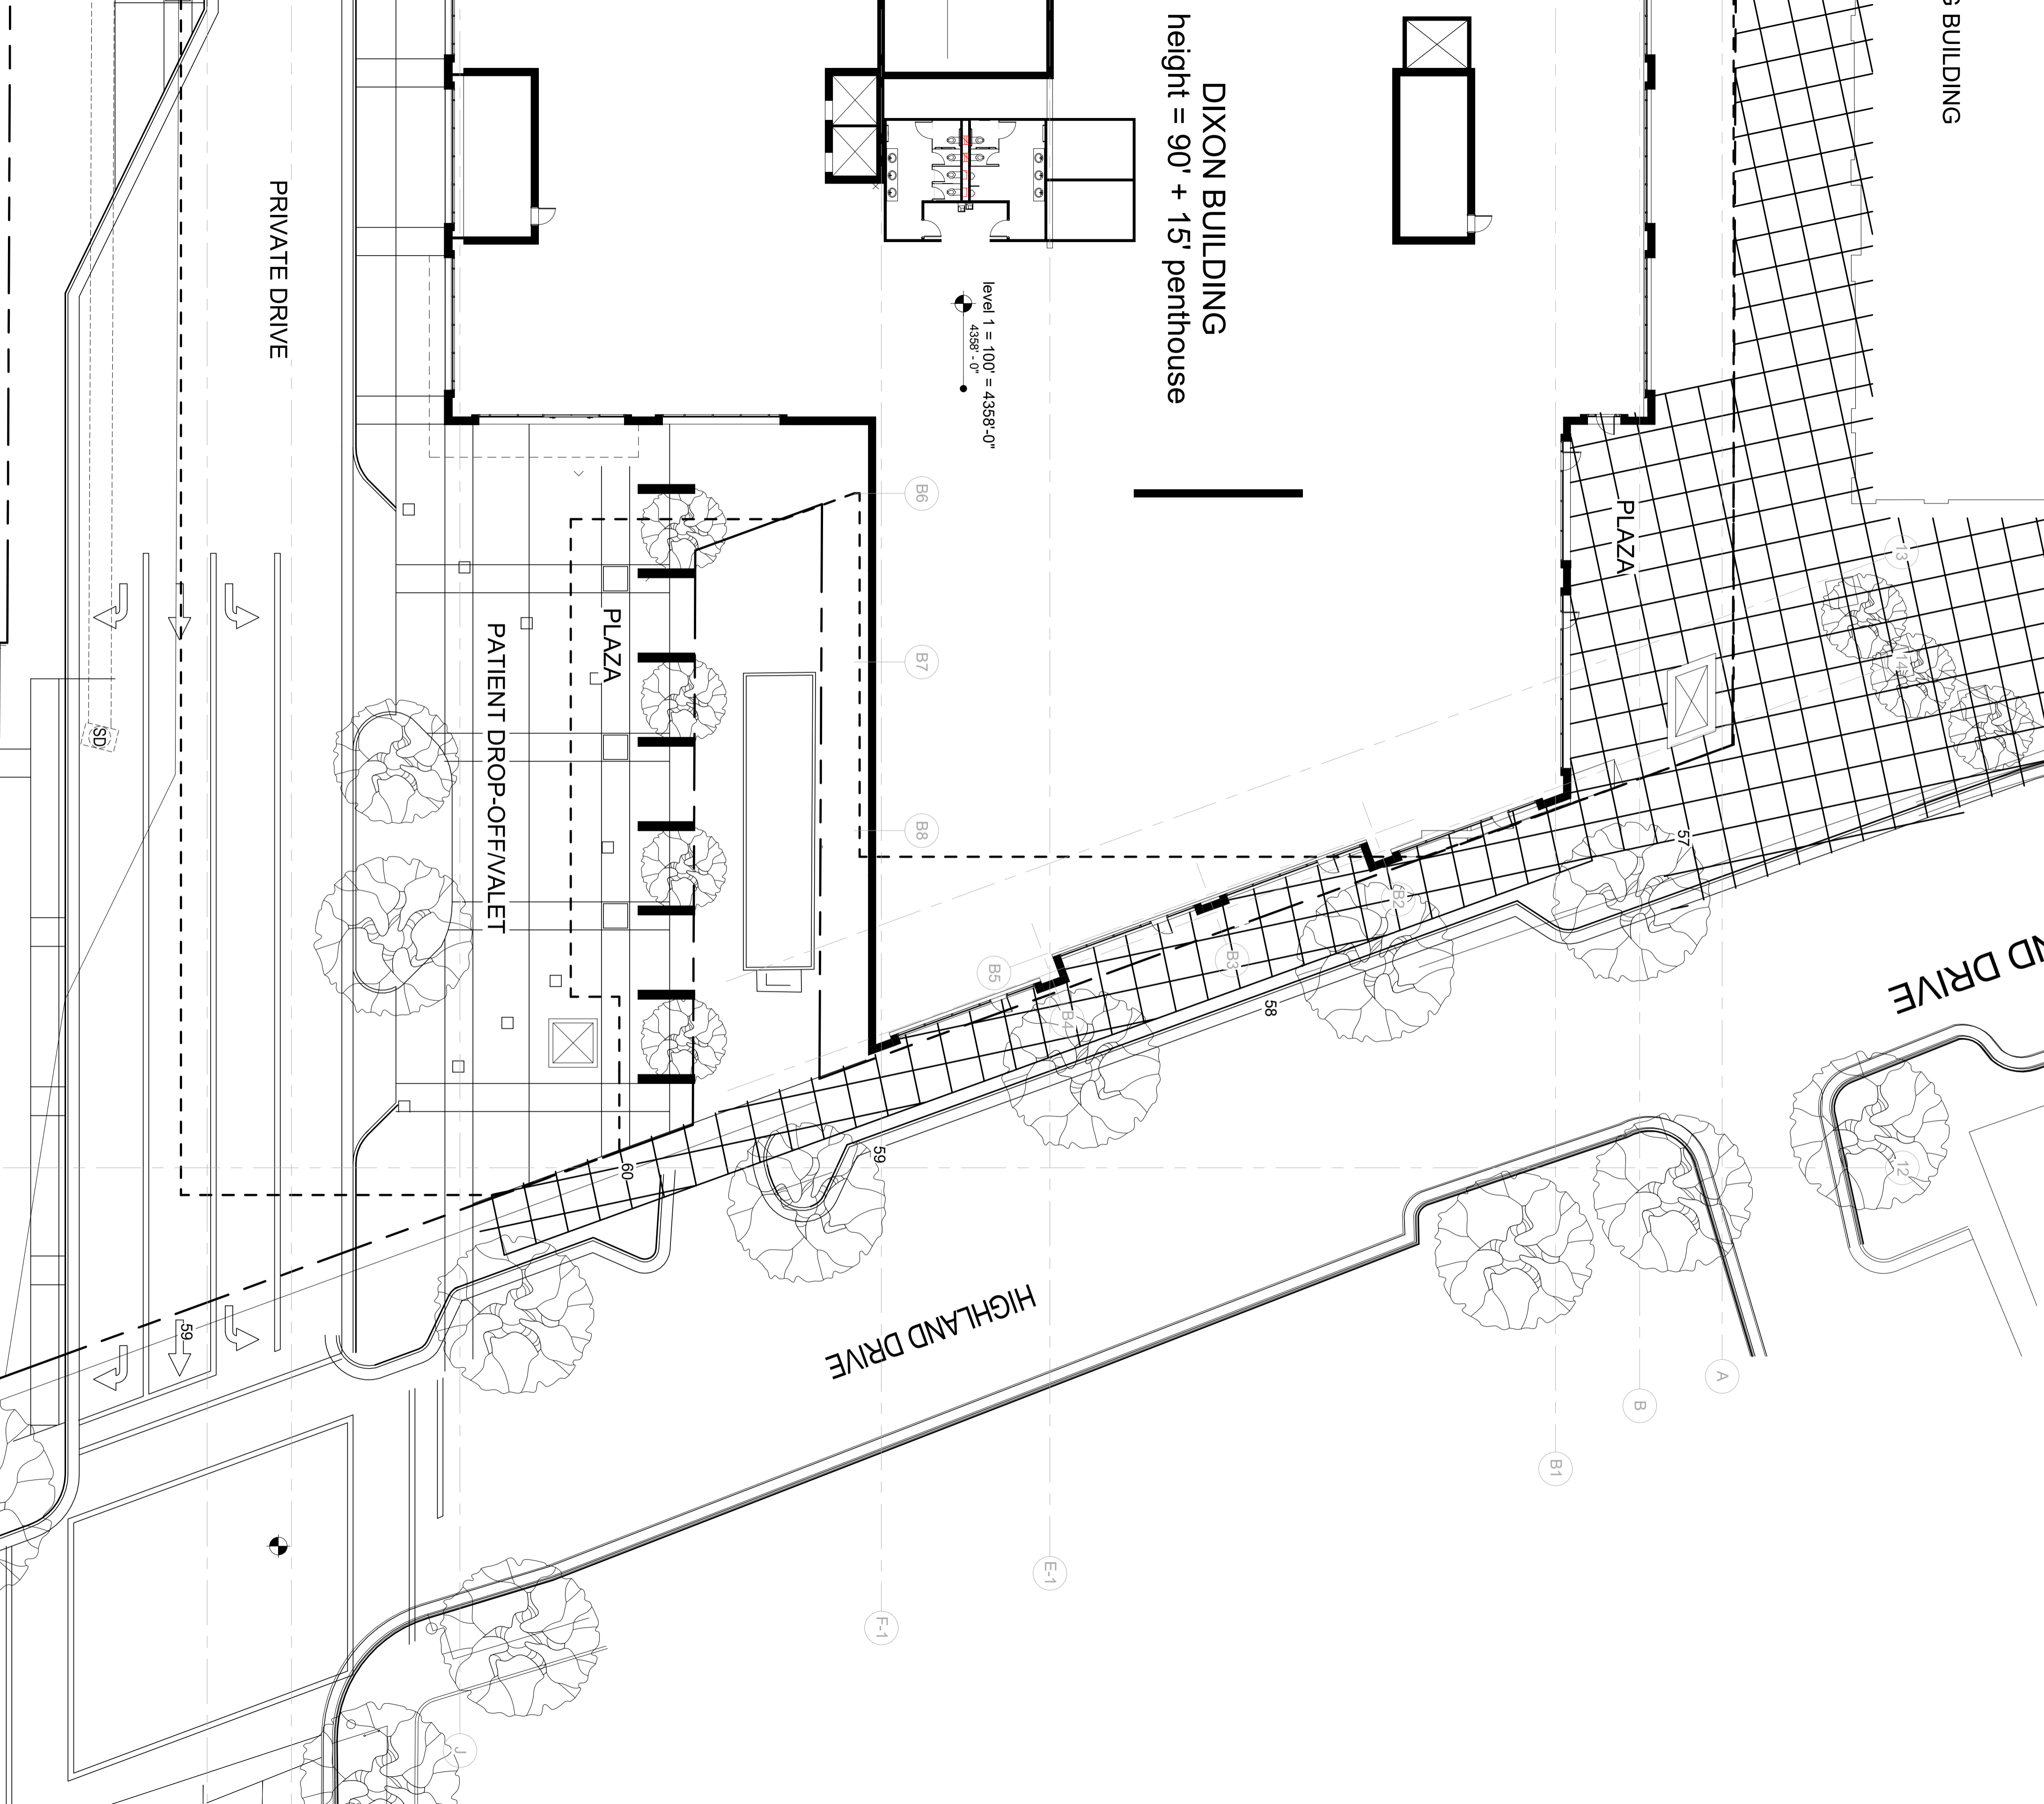 G BUILDING
DIXON BUILDING
height = 90' + 15' penthouse
level 1 = 100' = 4358'-0"
4358' - 0"
PRIVATE DRIVE
PLAZA
PLAZA
PATIENT DROP-OFF/VALET
SD
B6
B7
B8
13
14
57
B2
B3
B5
B4
58
59
60
59
ND DRIVE
HIGHLAND DRIVE
12
A
B
B1
E-1
F-1
J